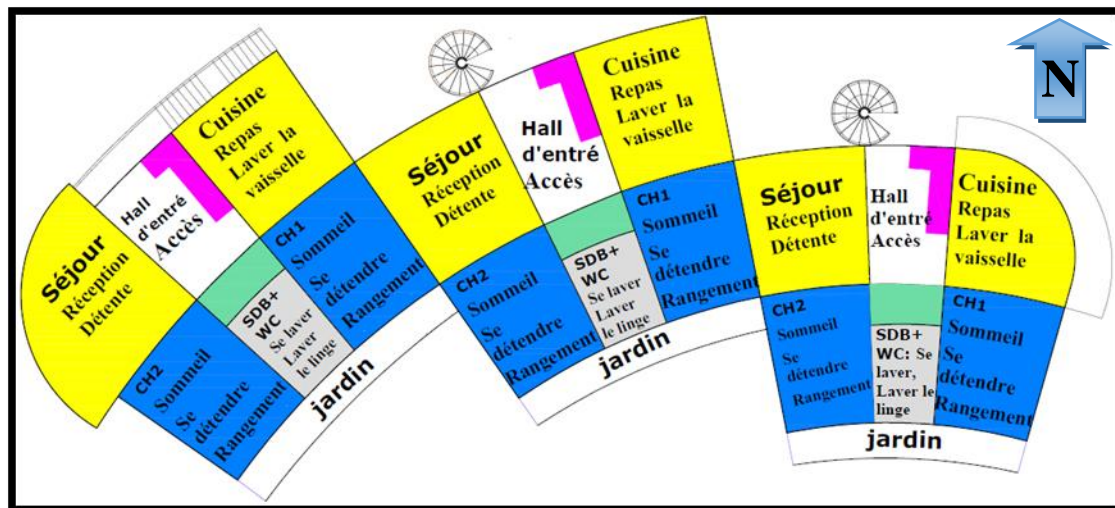 N
Séjour
Réception
Détente
Hall
d'entré
Accès
Cuisine
Repas
Laver la
vaisselle
CH2
Sommeil
Se
détendre
Rangement
SDB+
WC
Se laver
Laver
le linge
CH1
Sommeil
Se
détendre
Rangement
jardin
Séjour
Réception
Détente
Hall
d'entré
Accès
Cuisine
Repas
Laver la
vaisselle
CH2
Sommeil
Se
détendre
Rangement
SDB+
WC
Se laver
Laver
le linge
CH1
Sommeil
Se
détendre
Rangement
jardin
Séjour
Réception
Détente
Hall
d'entré
Accès
Cuisine
Repas
Laver la
vaisselle
CH2
Sommeil
Se
détendre
Rangement
SDB+
WC: Se
laver,
Laver le
linge
CH1
Sommeil
Se
détendre
Rangement
jardin